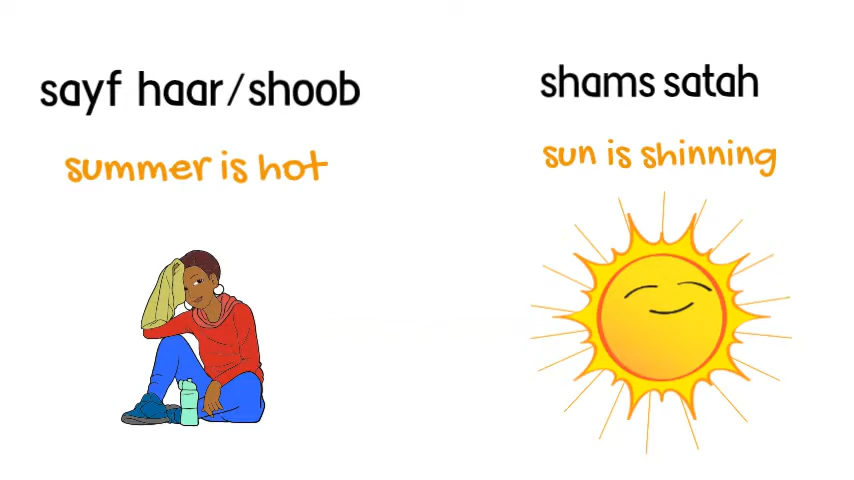 sayf haar/shoob
summer is hot
shams satah
sun is shinning